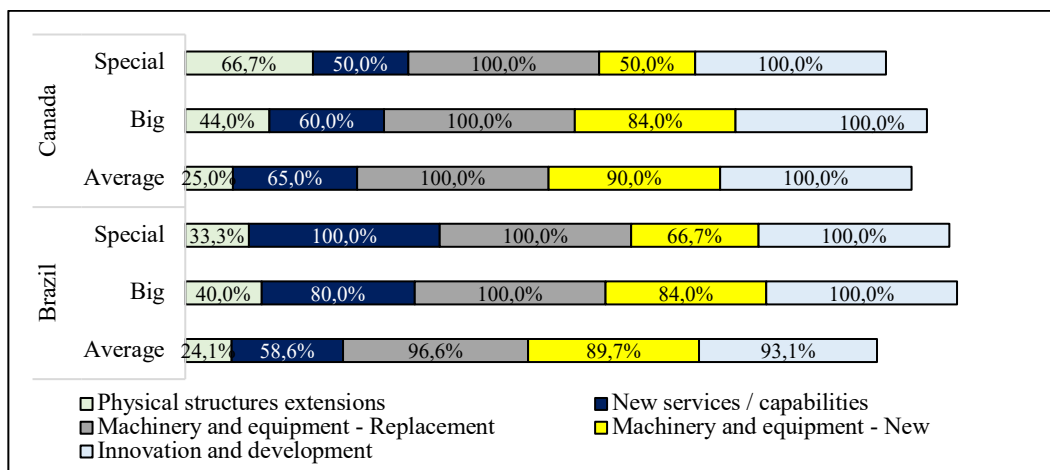 Canada
Special
66,7% 50,0% 100,0% 50,0% 100,0%
Big
44,0% 60,0% 100,0% 84,0% 100,0%
Average
25,0% 65,0% 100,0% 90,0% 100,0%
Brazil
Special
33,3% 100,0% 100,0% 66,7% 100,0%
Big
40,0% 80,0% 100,0% 84,0% 100,0%
Average
24,1% 58,6% 96,6% 89,7% 93,1%
Physical structures extensions
New services / capabilities
Machinery and equipment - Replacement
Machinery and equipment - New
Innovation and development